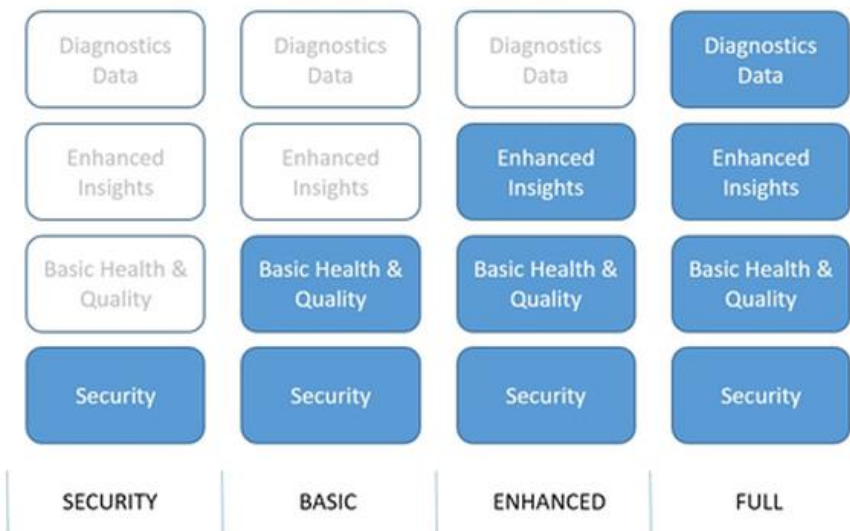 Diagnostics
Data
Diagnostics
Data
Diagnostics
Data
Diagnostics
Data
Enhanced
Insights
Enhanced
Insights
Enhanced
Insights
Enhanced
Insights
Basic Health &
Quality
Basic Health &
Quality
Basic Health &
Quality
Basic Health &
Quality
Security
Security
Security
Security
SECURITY
BASIC
ENHANCED
FULL